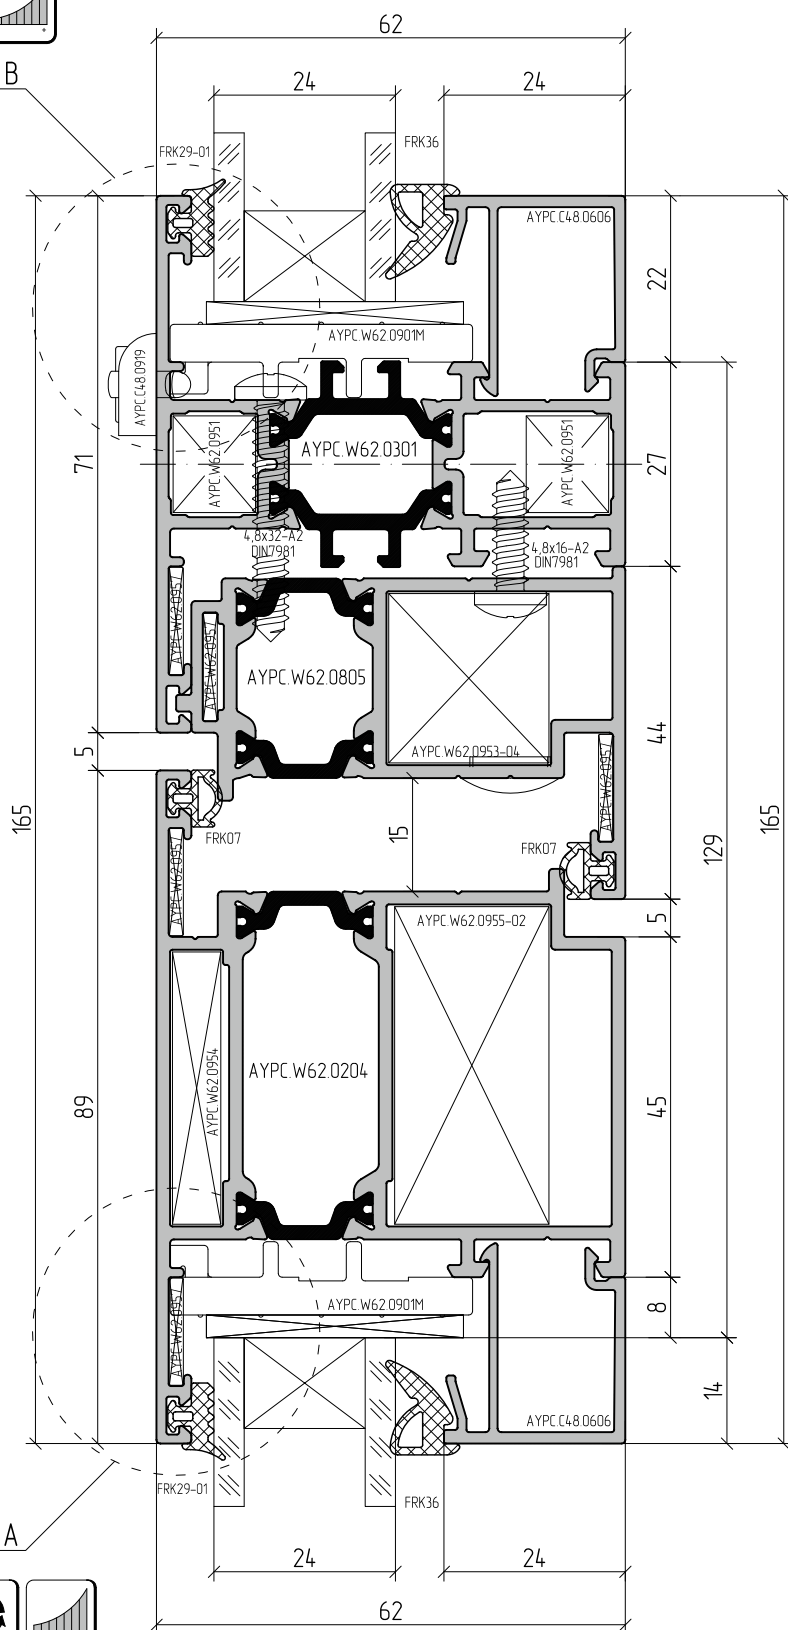 62
B
24
24
FRK29-01
FRK36
AYPC.C48.0606
22
AYPC.W62.0901M
AYPC.C48.0919
71
AYPC.W62.0951
AYPC.W62.0301
AYPC.W62.0951
27
4,8x32-A2
DIN7981
4,8x16-A2
DIN7981
AYPC.W62.0957
AYPC.W62.0957
AYPC.W62.0805
44
5
AYPC.W62.0953-04
AYPC.W62.0957
165
FRK07
15
FRK07
129
165
AYPC.W62.0957
AYPC.W62.0955-02
5
AYPC.W62.0954
AYPC.W62.0204
89
45
AYPC.W62.0957
AYPC.W62.0901M
8
14
AYPC.C48.0606
FRK29-01
FRK36
A
24
24
62